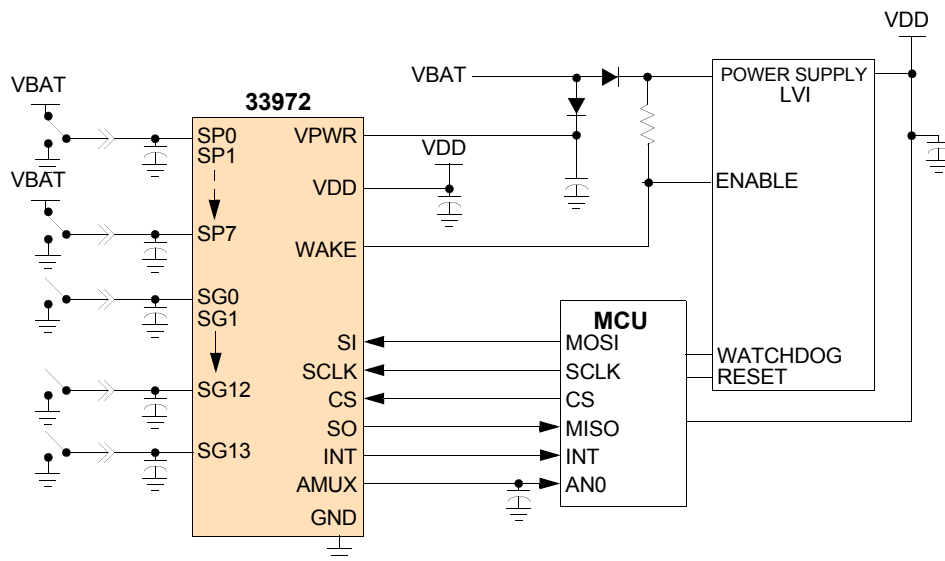 VDD
VBAT
POWER SUPPLY
LVI
VBAT
33972
SP0
SP1
VPWR
VDD
VDD
VBAT
ENABLE
SP7
WAKE
SG0
SG1
MCU
SI
MOSI
WATCHDOG
SCLK
SCLK
RESET
SG12
CS
CS
SO
MISO
SG13
INT
INT
AMUX
AN0
GND